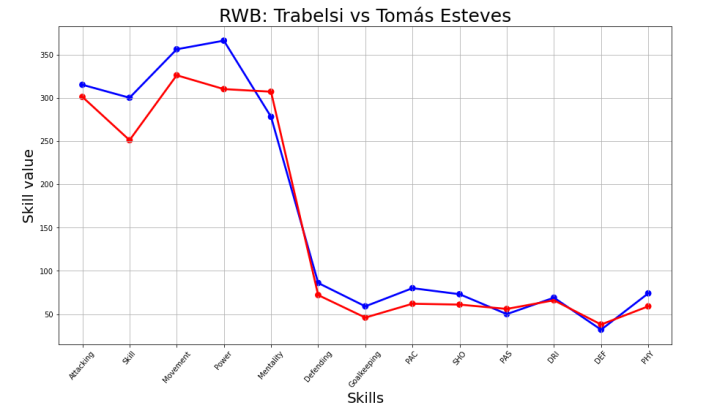 RWB: Trabelsi vs Tomás Esteves
Skill value
350
300
250
200
150
100
50
Attacking
Skill
Movement
Power
Mentality
Defending
Goalkeeping
PAC
SHO
PAS
DRI
DEF
PHY
Skills